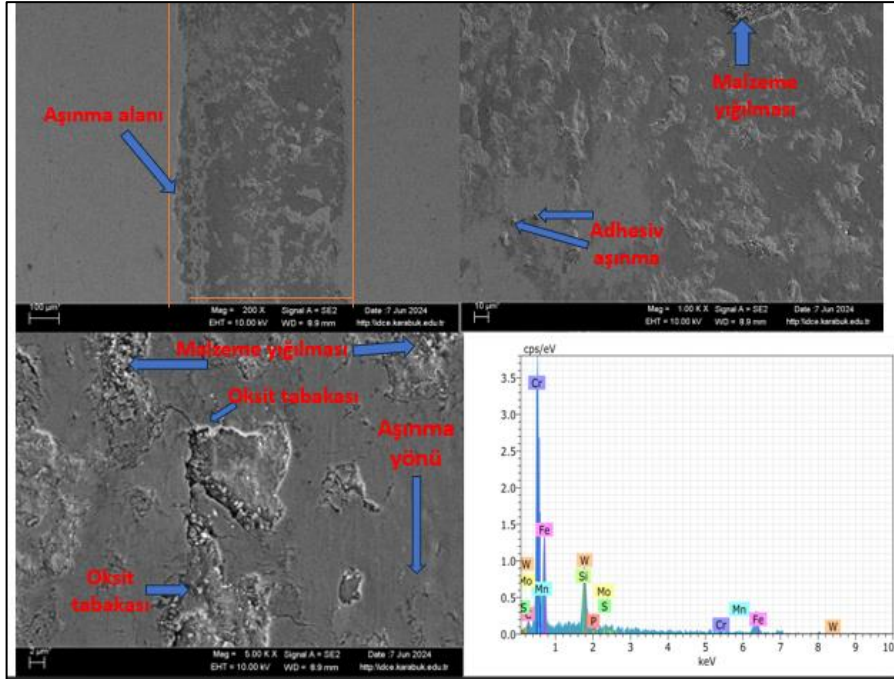 Aşınma alanı
100 µm
Mag = 200 X Signal A = SE2 Date :7 Jun 2024
EHT = 10.00 kV WD = 8.9 mm http://idce.karabuk.edu.tr
Malzeme
yığılması
Adhesiv
aşınma
10 µm
Mag = 1.00 K X Signal A = SE2 Date :7 Jun 2024
EHT = 10.00 kV WD = 8.9 mm http://idce.karabuk.edu.tr
Malzeme yığılması
Oksit tabakası
Aşınma
yönü
Oksit
tabakası
2 µm
Mag = 5.00 K X Signal A = SE2 Date :7 Jun 2024
EHT = 10.00 kV WD = 8.9 mm http://idce.karabuk.edu.tr
cps/eV
3.5
3.0
2.5
2.0
1.5
1.0
0.5
0.0
Cr
Fe
W
Mo
Mn
S
W
Si
P
Mo
S
Cr
Mn
Fe
W
1 2 3 4 5 6 7 8 9 10
keV